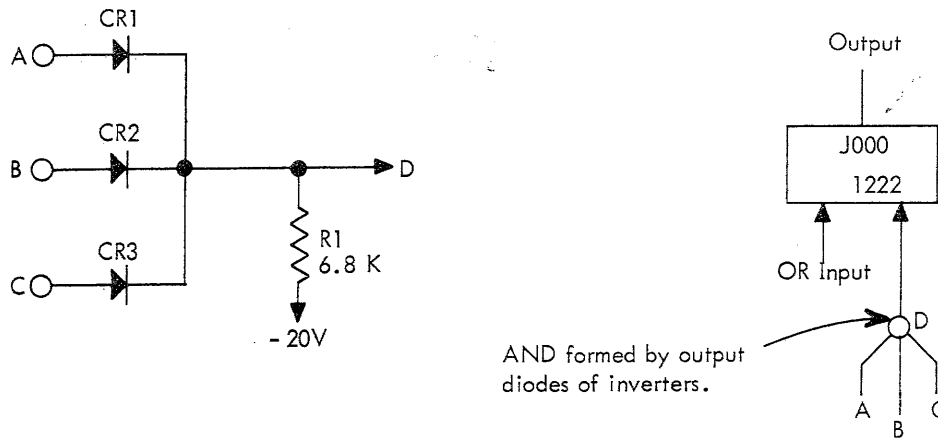 CR1
A
CR2
B
D
CR3
R1
6.8 K
C
- 20V
Output
J000
1222
OR Input
D
AND formed by output
diodes of inverters.
A
B